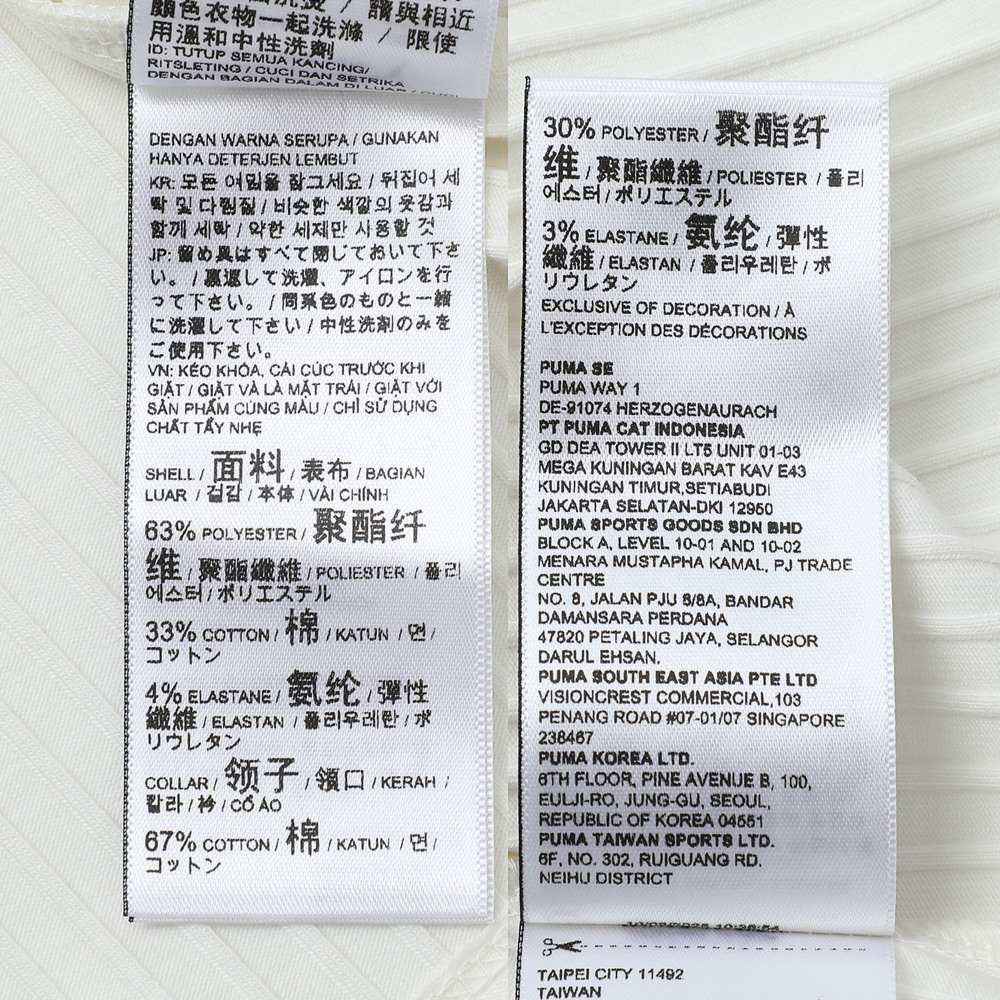 顏色衣物一起洗滌 / 限使
用溫和中性洗劑
ID: TUTUP SEMUA KANCING/
RITSLETING / CUCI DAN SETRIKA
DENGAN BAGIAN DALAM DI LUAR / CUCI
DENGAN WARNA SERUPA / GUNAKAN
HANYA DETERJEN LEMBUT
KR: 모든 여밈을 잠그세요 / 뒤집어 세
탁 및 다림질 / 비슷한 색깔의 옷감과
함께 세탁 / 약한 세제만 사용할 것
JP: 留め具はすべて閉じておいて下さ
い。 / 裏返して洗濯、アイロンを行
って下さい。 / 同系色のものと一緒
に洗濯して下さい / 中性洗剤のみを
ご使用下さい。
VN: KÉO KHÓA, CÀI CÚC TRƯỚC KHI
GIẶT / GIẶT VÀ LÀ MẶT TRÁI / GIẶT VỚI
SẢN PHẨM CÙNG MÀU / CHỈ SỬ DỤNG
CHẤT TẨY NHẸ
SHELL / 面料 / 表布 / BAGIAN
LUAR / 겉감 / 本体 / VẢI CHÍNH
63% POLYESTER / 聚酯纤
维 / 聚酯纖維 / POLIESTER / 폴리
에스터 / ポリエステル
33% COTTON / 棉 / KATUN / 면 /
コットン
4% ELASTANE / 氨纶 / 彈性
纖維 / ELASTAN / 폴리우레탄 / ポ
リウレタン
COLLAR / 领子 / 領口 / KERAH /
칼라 / 衿 / CỔ ÁO
67% COTTON / 棉 / KATUN / 면 /
コットン
30% POLYESTER / 聚酯纤
维 / 聚酯纖維 / POLIESTER / 폴리
에스터 / ポリエステル
3% ELASTANE / 氨纶 / 彈性
纖維 / ELASTAN / 폴리우레탄 / ポ
リウレタン
EXCLUSIVE OF DECORATION / À
L'EXCEPTION DES DÉCORATIONS
PUMA SE
PUMA WAY 1
DE-91074 HERZOGENAURACH
PT PUMA CAT INDONESIA
GD DEA TOWER II LT5 UNIT 01-03
MEGA KUNINGAN BARAT KAV E43
KUNINGAN TIMUR,SETIABUDI
JAKARTA SELATAN-DKI 12950
PUMA SPORTS GOODS SDN BHD
BLOCK A, LEVEL 10-01 AND 10-02
MENARA MUSTAPHA KAMAL, PJ TRADE
CENTRE
NO. 8, JALAN PJU 8/8A, BANDAR
DAMANSARA PERDANA
47820 PETALING JAYA, SELANGOR
DARUL EHSAN.
PUMA SOUTH EAST ASIA PTE LTD
VISIONCREST COMMERCIAL,103
PENANG ROAD #07-01/07 SINGAPORE
238467
PUMA KOREA LTD.
6TH FLOOR, PINE AVENUE B, 100,
EULJI-RO, JUNG-GU, SEOUL,
REPUBLIC OF KOREA 04551
PUMA TAIWAN SPORTS LTD.
6F, NO. 302, RUIGUANG RD.
NEIHU DISTRICT
TAIPEI CITY 11492
TAIWAN